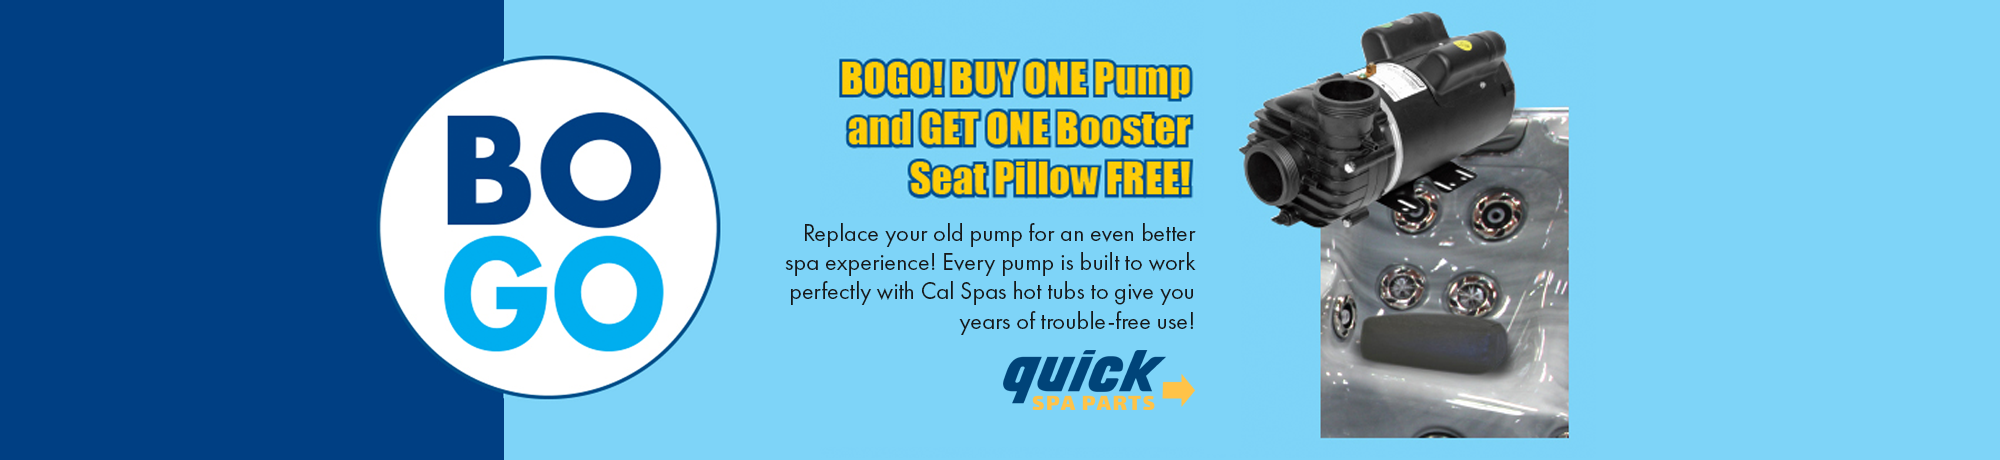 BO
GO
BOGO! BUY ONE Pump
and GET ONE Booster
Seat Pillow FREE!
Replace your old pump for an even better
spa experience! Every pump is built to work
perfectly with Cal Spas hot tubs to give you
years of trouble-free use!
quick
SPA PARTS